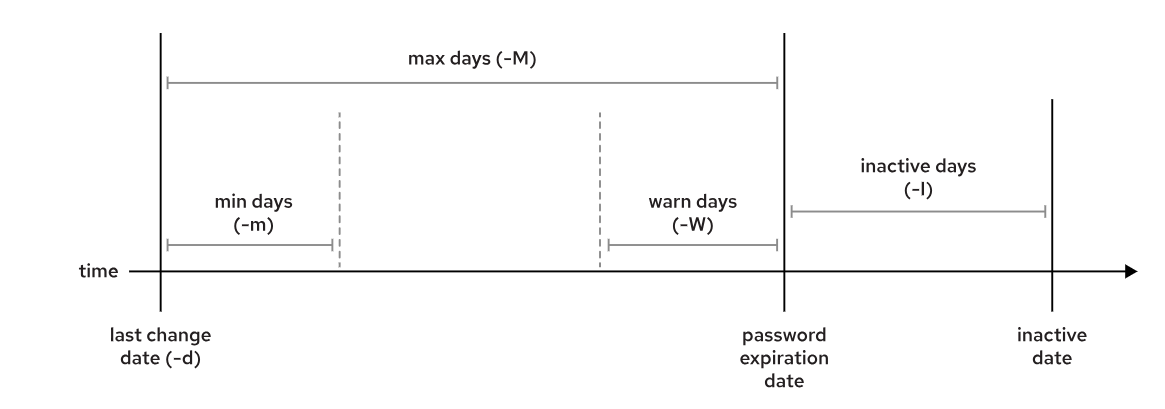 max days (-M)
inactive days
(-I)
min days
(-m)
warn days
(-W)
time
last change
date (-d)
password
expiration
date
inactive
date